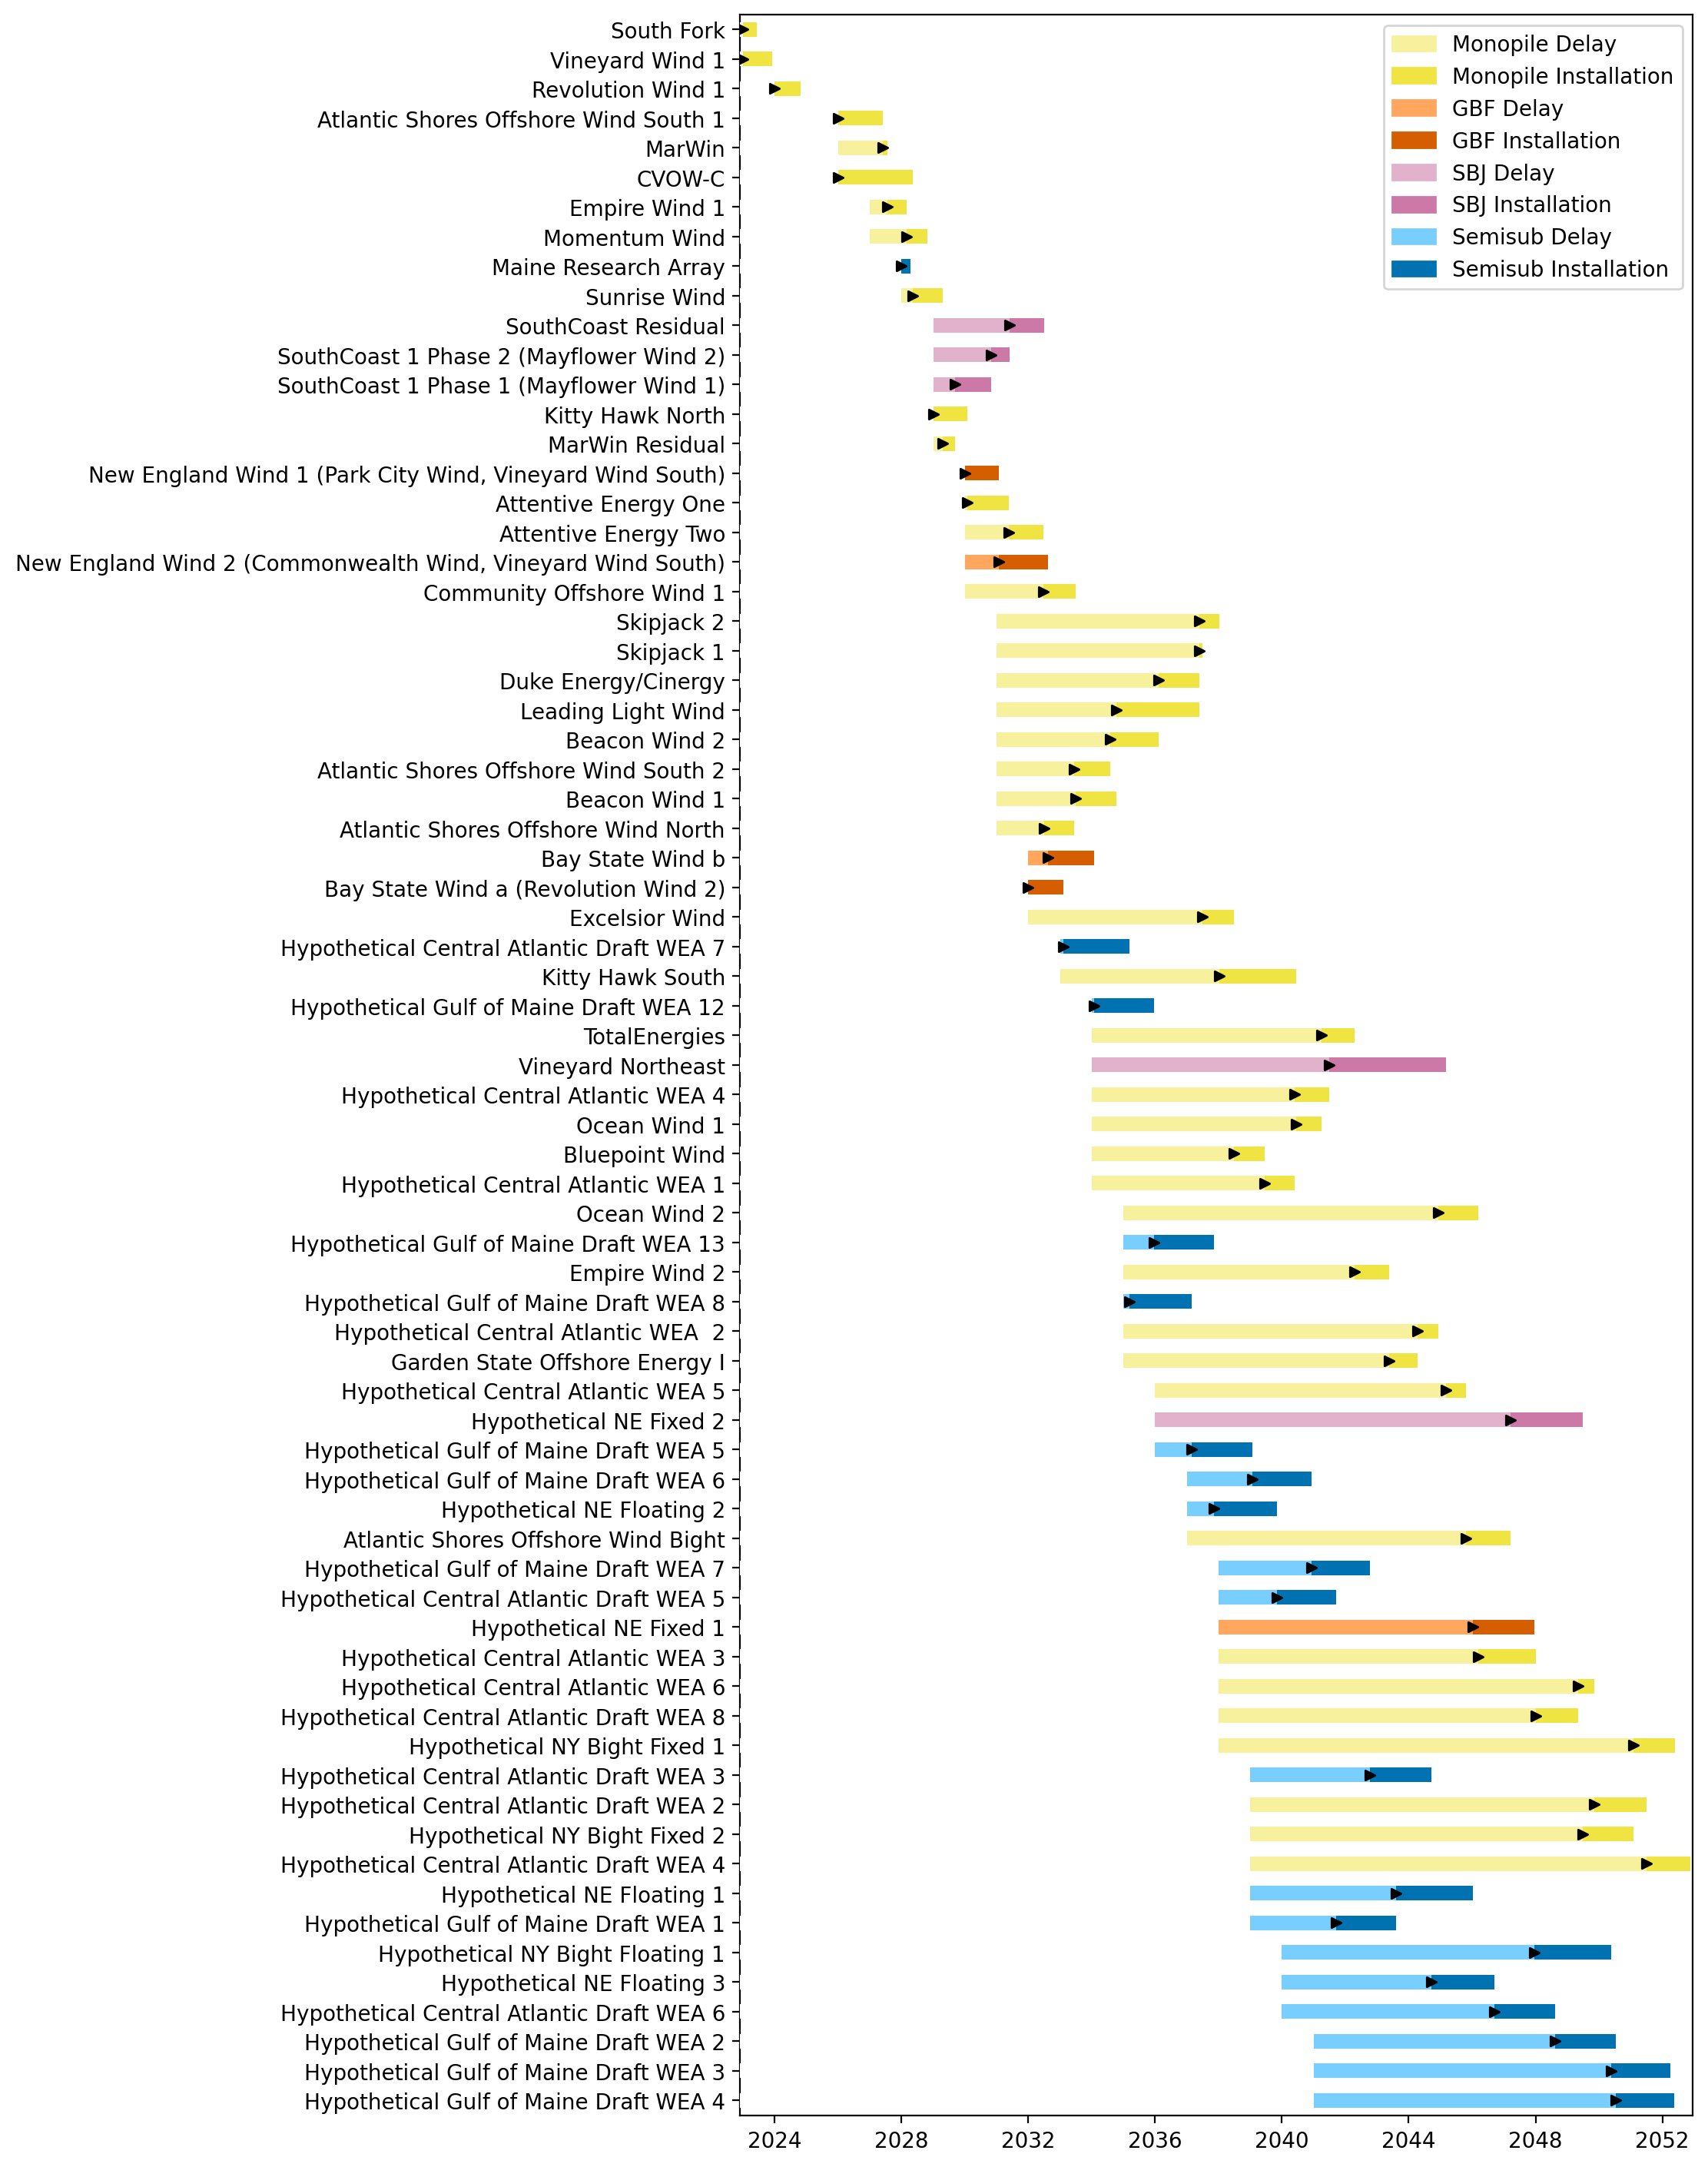 South Fork
Vineyard Wind 1
Revolution Wind 1
Atlantic Shores Offshore Wind South 1
MarWin
CVOW-C
Empire Wind 1
Momentum Wind
Maine Research Array
Sunrise Wind
SouthCoast Residual
SouthCoast 1 Phase 2 (Mayflower Wind 2)
SouthCoast 1 Phase 1 (Mayflower Wind 1)
Kitty Hawk North
MarWin Residual
New England Wind 1 (Park City Wind, Vineyard Wind South)
Attentive Energy One
Attentive Energy Two
New England Wind 2 (Commonwealth Wind, Vineyard Wind South)
Community Offshore Wind 1
Skipjack 2
Skipjack 1
Duke Energy/Cinergy
Leading Light Wind
Beacon Wind 2
Atlantic Shores Offshore Wind South 2
Beacon Wind 1
Atlantic Shores Offshore Wind North
Bay State Wind b
Bay State Wind a (Revolution Wind 2)
Excelsior Wind
Hypothetical Central Atlantic Draft WEA 7
Kitty Hawk South
Hypothetical Gulf of Maine Draft WEA 12
TotalEnergies
Vineyard Northeast
Hypothetical Central Atlantic WEA 4
Ocean Wind 1
Bluepoint Wind
Hypothetical Central Atlantic WEA 1
Ocean Wind 2
Hypothetical Gulf of Maine Draft WEA 13
Empire Wind 2
Hypothetical Gulf of Maine Draft WEA 8
Hypothetical Central Atlantic WEA  2
Garden State Offshore Energy I
Hypothetical Central Atlantic WEA 5
Hypothetical NE Fixed 2
Hypothetical Gulf of Maine Draft WEA 5
Hypothetical Gulf of Maine Draft WEA 6
Hypothetical NE Floating 2
Atlantic Shores Offshore Wind Bight
Hypothetical Gulf of Maine Draft WEA 7
Hypothetical Central Atlantic Draft WEA 5
Hypothetical NE Fixed 1
Hypothetical Central Atlantic WEA 3
Hypothetical Central Atlantic WEA 6
Hypothetical Central Atlantic Draft WEA 8
Hypothetical NY Bight Fixed 1
Hypothetical Central Atlantic Draft WEA 3
Hypothetical Central Atlantic Draft WEA 2
Hypothetical NY Bight Fixed 2
Hypothetical Central Atlantic Draft WEA 4
Hypothetical NE Floating 1
Hypothetical Gulf of Maine Draft WEA 1
Hypothetical NY Bight Floating 1
Hypothetical NE Floating 3
Hypothetical Central Atlantic Draft WEA 6
Hypothetical Gulf of Maine Draft WEA 2
Hypothetical Gulf of Maine Draft WEA 3
Hypothetical Gulf of Maine Draft WEA 4
Monopile Delay
Monopile Installation
GBF Delay
GBF Installation
SBJ Delay
SBJ Installation
Semisub Delay
Semisub Installation
2024 2028 2032 2036 2040 2044 2048 2052